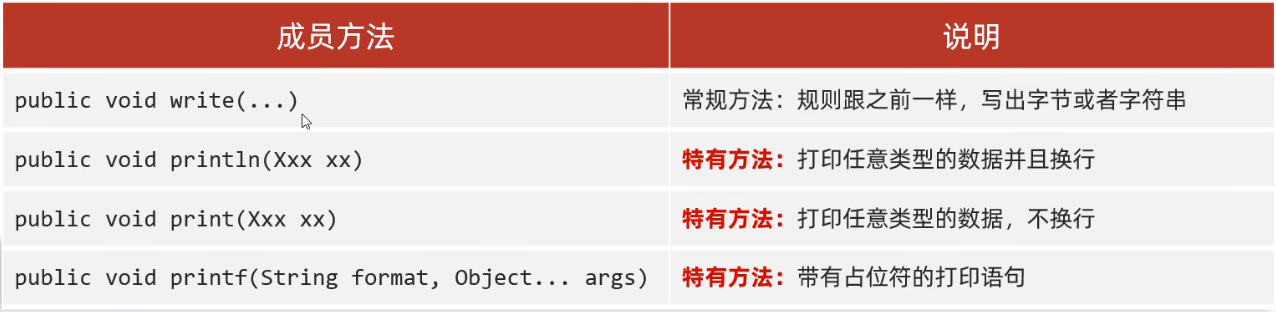 成员方法 说明
public void write(...) 常规方法：规则跟之前一样，写出字节或者字符串
public void println(Xxx xx) 特有方法：打印任意类型的数据并且换行
public void print(Xxx xx) 特有方法：打印任意类型的数据，不换行
public void printf(String format, Object... args) 特有方法：带有占位符的打印语句